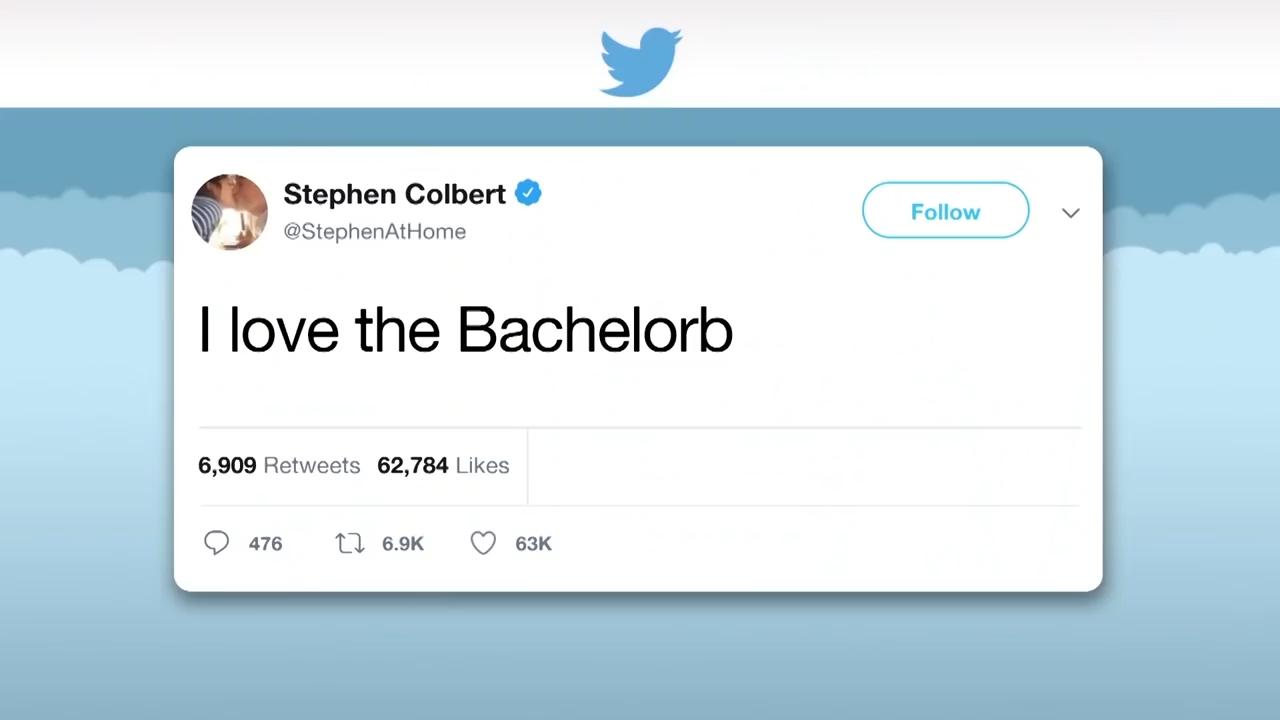 Stephen Colbert
@StephenAtHome
Follow
I love the Bachelorb
6,909 Retweets 62,784 Likes
476 6.9K 63K